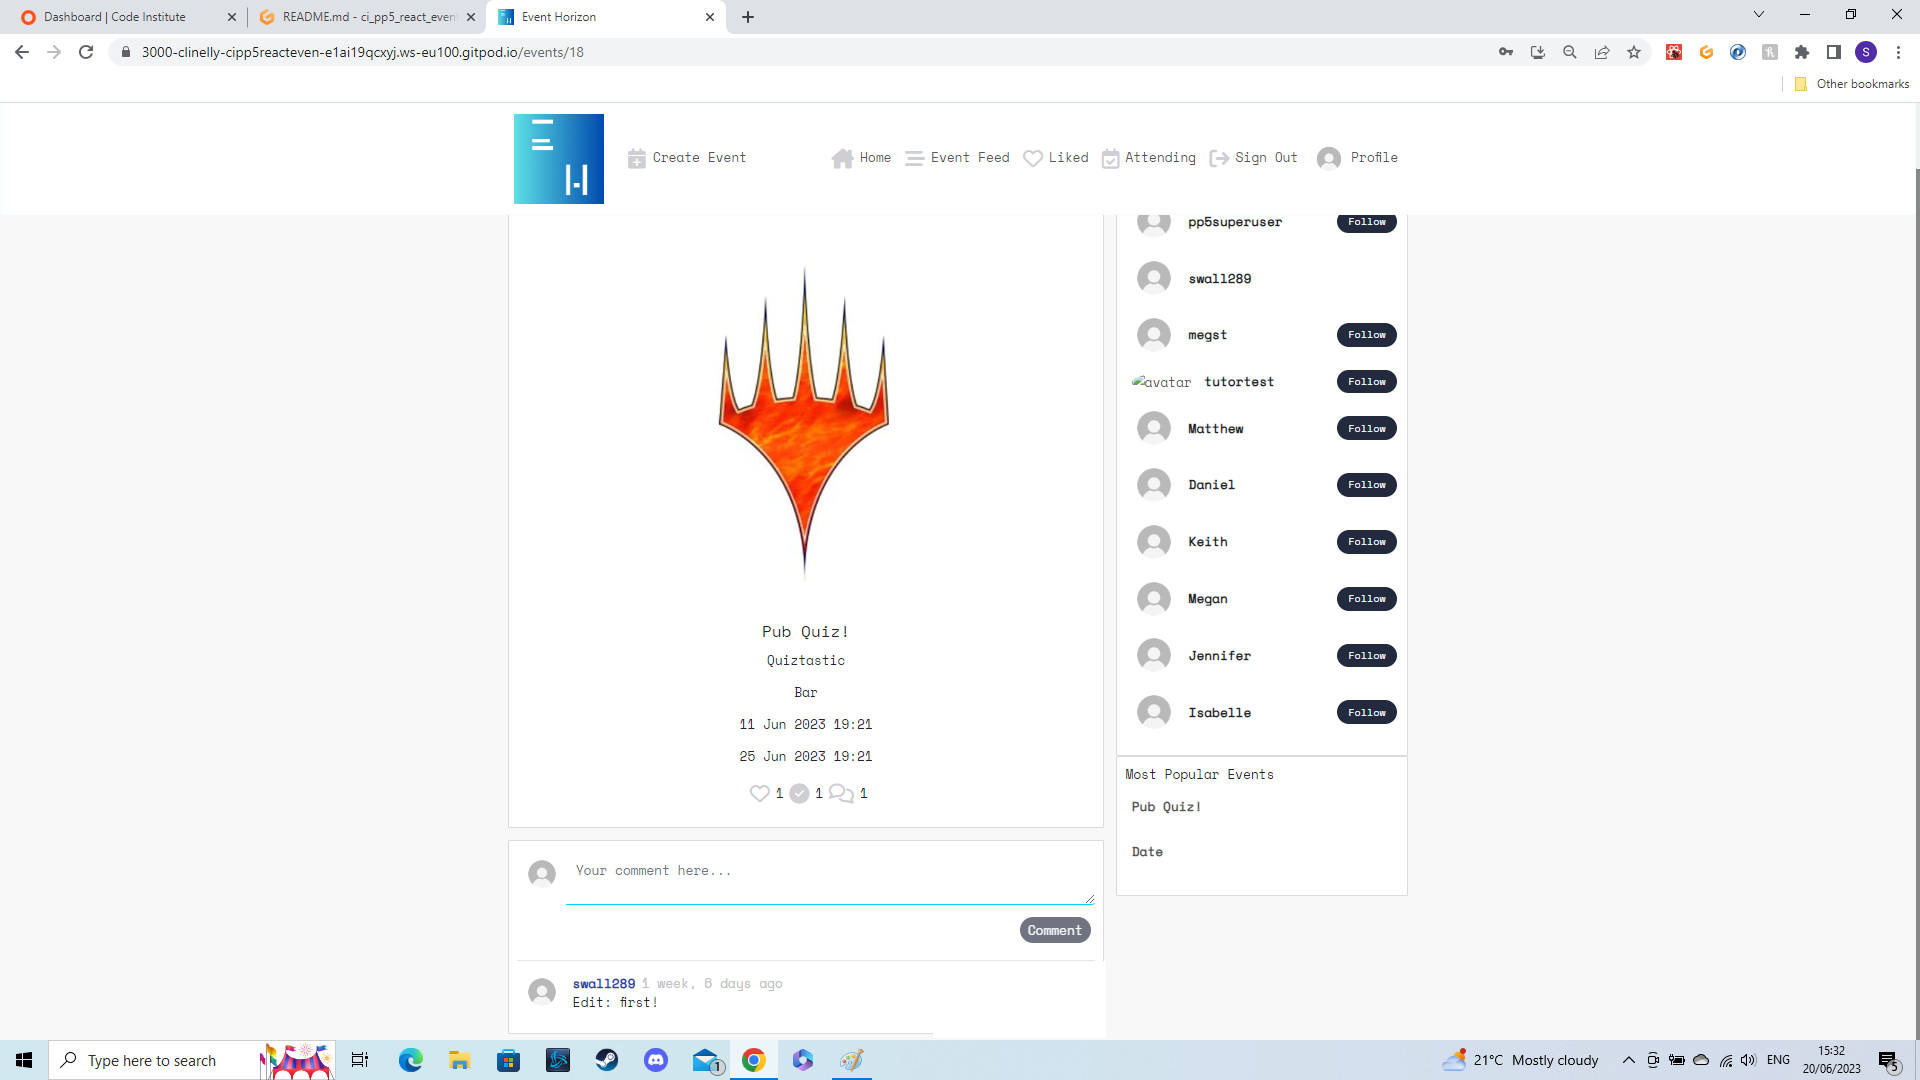 Dashboard | Code Institute
README.md - ci_pp5_react_even
Event Horizon
3000-clinelly-cipp5reacteven-e1ai19qcxyj.ws-eu100.gitpod.io/events/18
S
Other bookmarks
Create Event
Home
Event Feed
Liked
Attending
Sign Out
Profile
pp5superuser
Follow
swall289
megst
Follow
avatar
tutortest
Follow
Matthew
Follow
Daniel
Follow
Keith
Follow
Megan
Follow
Jennifer
Follow
Isabelle
Follow
Pub Quiz!
Quiztastic
Bar
11 Jun 2023 19:21
25 Jun 2023 19:21
1 1 1
Most Popular Events
Pub Quiz!
Date
Your comment here...
Comment
swall289 1 week, 6 days ago
Edit: first!
Type here to search
1
21°C Mostly cloudy
ENG
15:32
20/06/2023
5